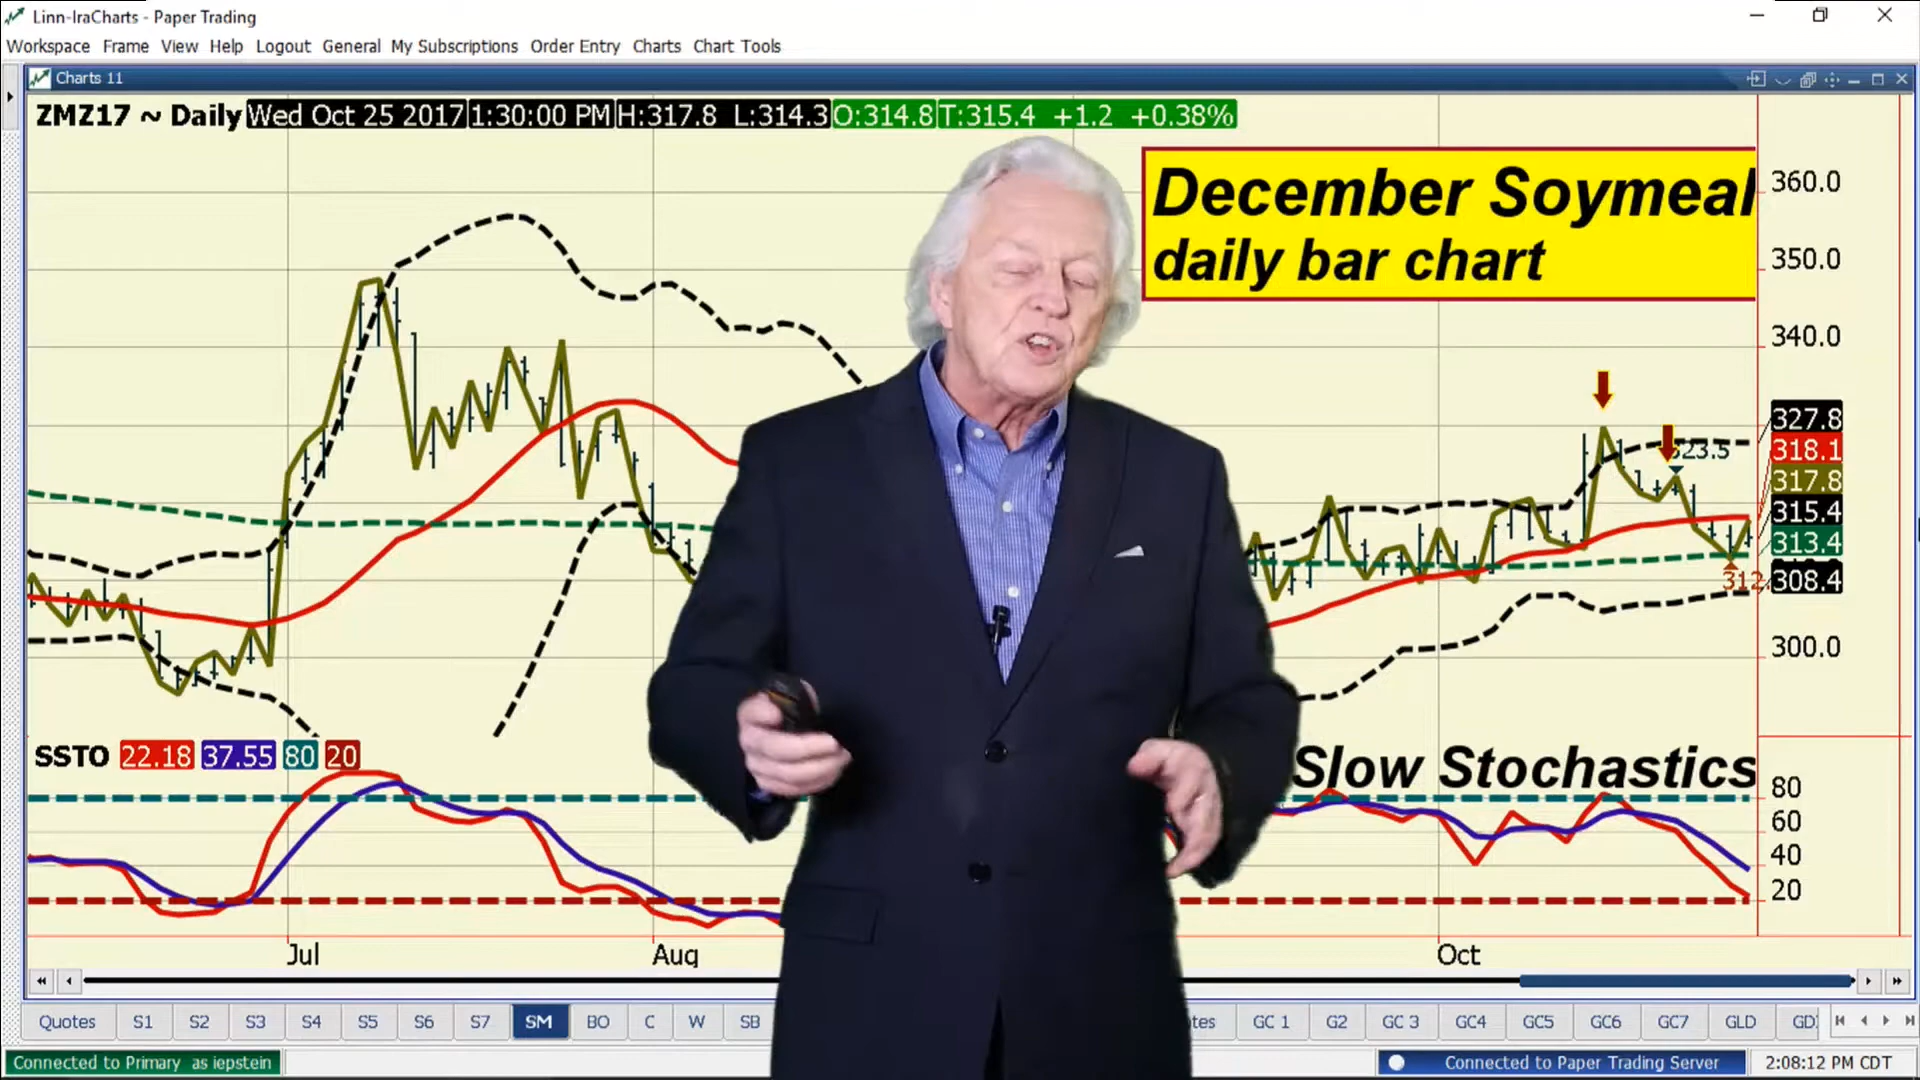 Linn-IraCharts - Paper Trading
Workspace Frame View Help Logout General My Subscriptions Order Entry Charts Chart Tools
Charts 11
ZMZ17 ~ Daily Wed Oct 25 2017 1:30:00 PM H:317.8 L:314.3 O:314.8 T:315.4 +1.2 +0.38%
December Soymeal
daily bar chart
360.0
350.0
340.0
327.8
318.1
323.5
317.8
315.4
313.4
312.
308.4
300.0
SSTO 22.18 37.55 80 20
Slow Stochastics
80
60
40
20
Jul Aug Oct
Quotes S1 S2 S3 S4 S5 S6 S7 SM BO C W SB tes GC 1 G2 GC 3 GC4 GC5 GC6 GC7 GLD GD
Connected to Primary as iepstein Connected to Paper Trading Server 2:08:12 PM CDT